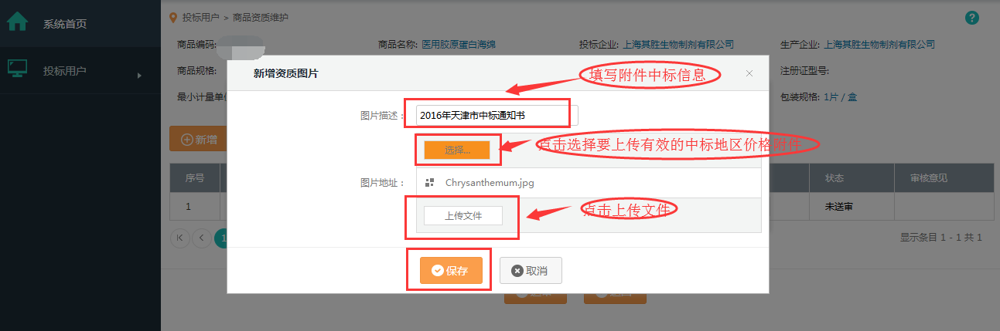 系统首页
投标用户
投标用户 > 商品资质维护
?
商品编码:
商品名称: 医用胶原蛋白海绵
投标企业: 上海其胜生物制剂有限公司
生产企业: 上海其胜生物制剂有限公司
商品规格:
注册证型号:
最小计量单位
包装规格: 1片 / 盒
新增
新增资质图片
填写附件中标信息
图片描述：
2016年天津市中标通知书
选择...
点击选择要上传有效的中标地区价格附件
图片地址：
Chrysanthemum.jpg
上传文件
点击上传文件
保存
取消
序号
状态
审核意见
1
未送审
1
显示条目 1 - 1 共 1